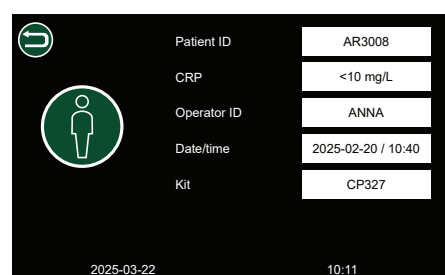 Patient ID AR3008
CRP <10 mg/L
Operator ID ANNA
Date/time 2025-02-20 / 10:40
Kit CP327
2025-03-22 10:11